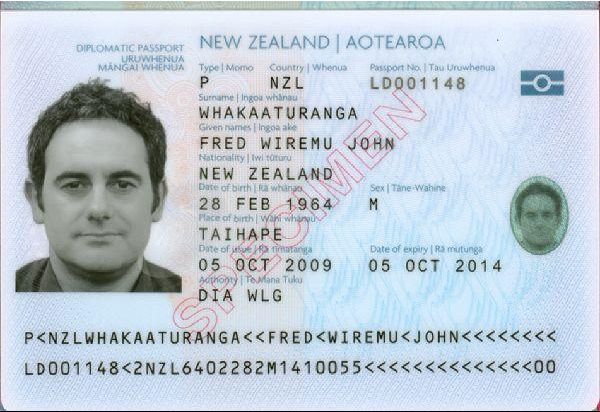 DIPLOMATIC PASSPORT
URUWHENUA
MĀNGAI WHENUA
NEW ZEALAND | AOTEAROA
Type | Momo Country | Whenua Passport No. | Tau Uruwhenua
P NZL LD001148
Surname | Ingoa whānau
WHAKAATURANGA
Given names | Ingoa ake
FRED WIREMU JOHN
Nationality | Iwi tūturu
NEW ZEALAND
Date of birth | Rā whānau Sex | Tāne-Wahine
28 FEB 1964 M
Place of birth | Wāhi whānau
TAIHAPE
Date of issue | Rā timatanga Date of expiry | Rā mutunga
05 OCT 2009 05 OCT 2014
Authority | Te Mana Tuku
DIA WLG
SPECIMEN
P<NZLWHAKAATURANGA<<FRED<WIREMU<JOHN<<<<<<<<
LD001148<2NZL6402282M1410055<<<<<<<<<<<<<<00